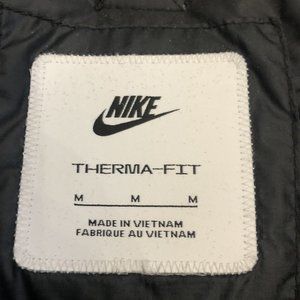 NIKE
THERMA-FIT
M M M
MADE IN VIETNAM
FABRIQUE AU VIETNAM